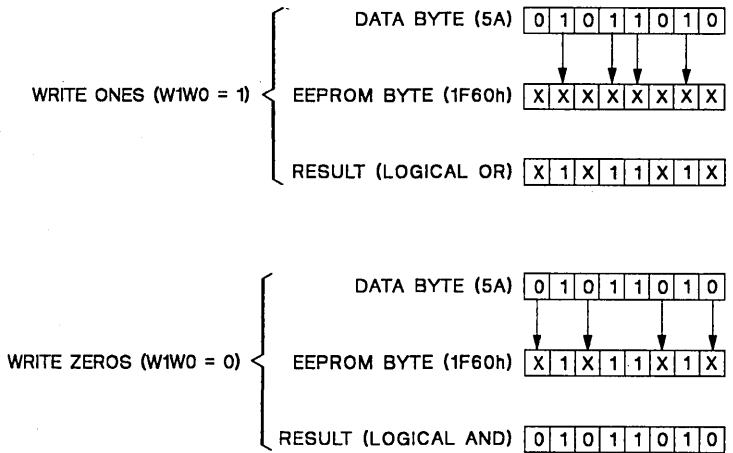 DATA BYTE (5A) 0 1 0 1 1 0 1 0
WRITE ONES (W1W0 = 1) EEPROM BYTE (1F60h) X X X X X X X X
RESULT (LOGICAL OR) X 1 X 1 1 X 1 X
DATA BYTE (5A) 0 1 0 1 1 0 1 0
WRITE ZEROS (W1W0 = 0) EEPROM BYTE (1F60h) X 1 X 1 1 X 1 X
RESULT (LOGICAL AND) 0 1 0 1 1 0 1 0